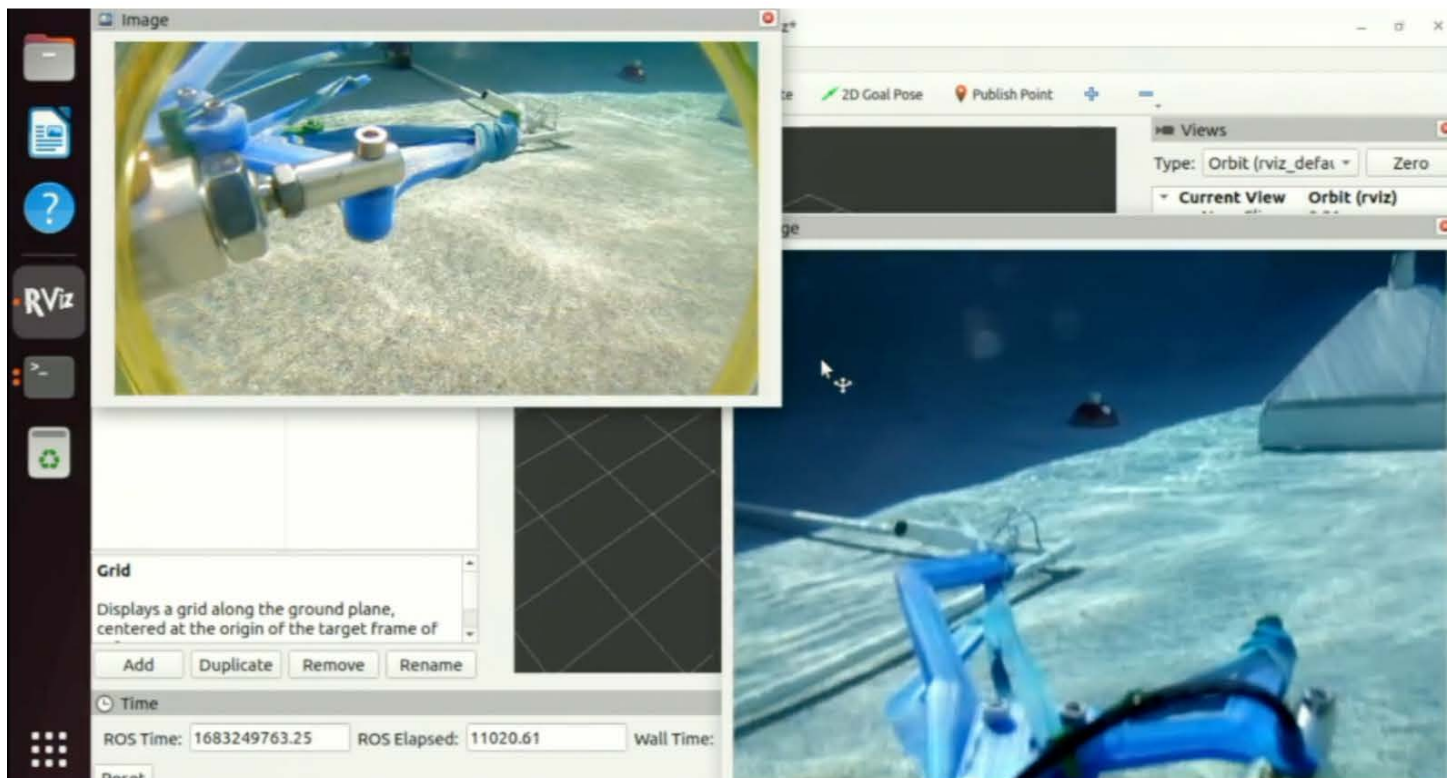 Image
z*
te
2D Goal Pose
Publish Point
Views
Type: Orbit (rviz_defau
Zero
Current View Orbit (rviz)
ge
RViz
Grid
Displays a grid along the ground plane,
centered at the origin of the target frame of
Add
Duplicate
Remove
Rename
Time
ROS Time: 1683249763.25
ROS Elapsed: 11020.61
Wall Time:
Reset